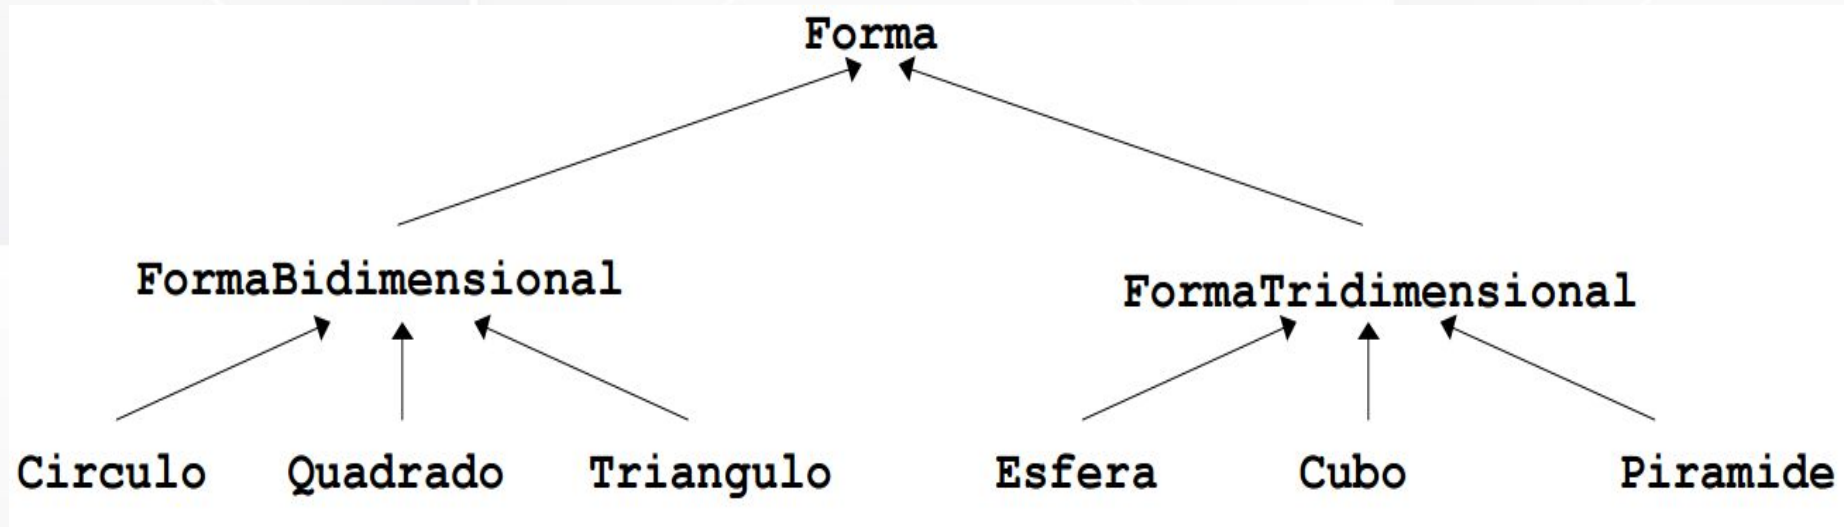 Forma
FormaBidimensional
FormaTridimensional
Circulo Quadrado Triangulo Esfera Cubo Piramide